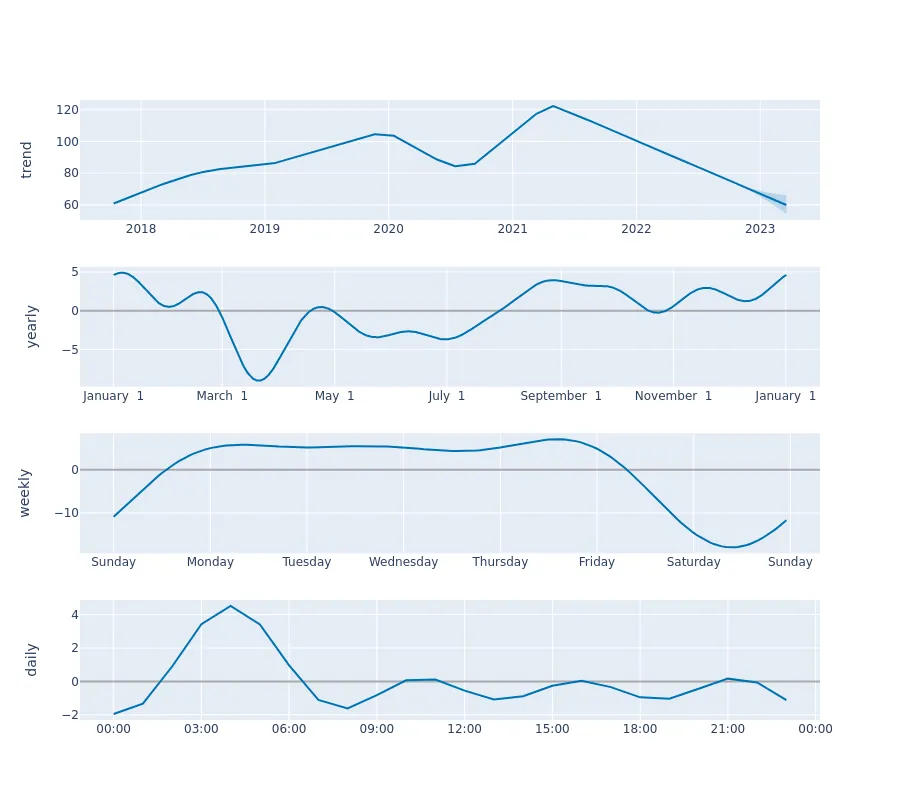 trend
120
100
80
60
2018 2019 2020 2021 2022 2023
yearly
5
0
−5
January 1 March 1 May 1 July 1 September 1 November 1 January 1
weekly
0
−10
Sunday Monday Tuesday Wednesday Thursday Friday Saturday Sunday
daily
4
2
0
−2
00:00 03:00 06:00 09:00 12:00 15:00 18:00 21:00 00:00